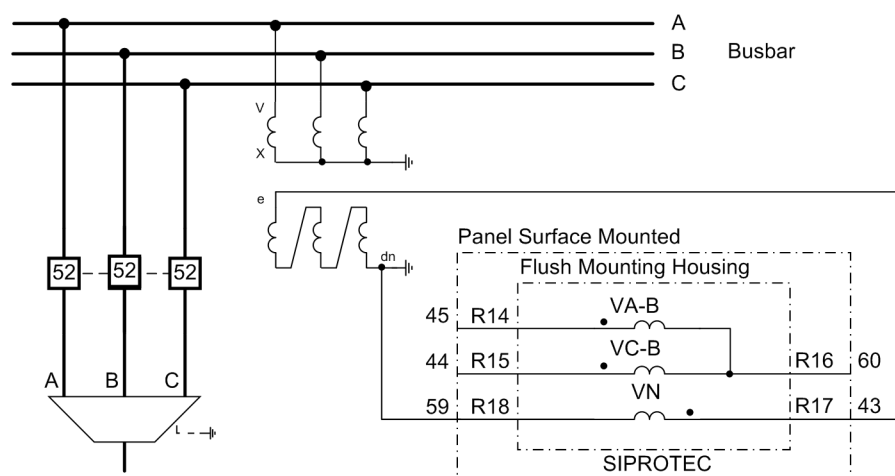 A
B Busbar
C
V
X
e
dn
Panel Surface Mounted
Flush Mounting Housing
52 52 52
45 R14 VA-B
44 R15 VC-B R16 60
A B C
VN
59 R18 R17 43
SIPROTEC